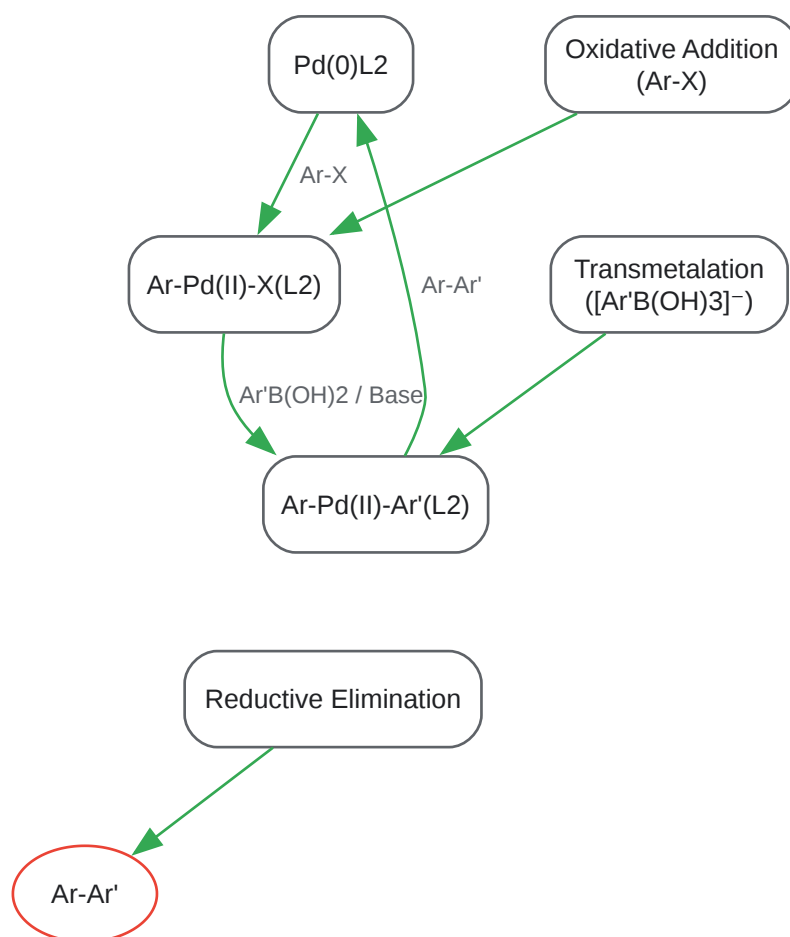 Pd(0)L2
Oxidative Addition
(Ar-X)
Ar-X
Ar-Pd(II)-X(L2)
Transmetalation
([Ar'B(OH)3]⁻)
Ar-Ar'
Ar'B(OH)2 / Base
Ar-Pd(II)-Ar'(L2)
Reductive Elimination
Ar-Ar'